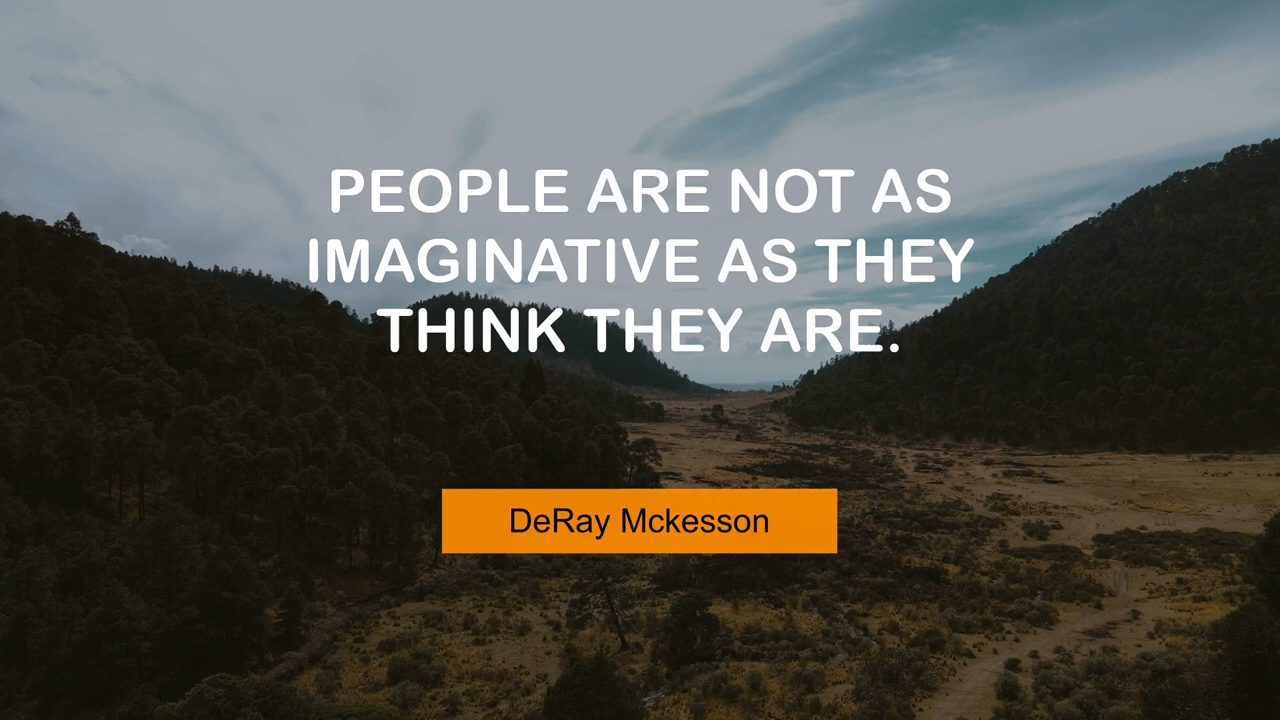 PEOPLE ARE NOT AS
IMAGINATIVE AS THEY
THINK THEY ARE.
DeRay Mckesson